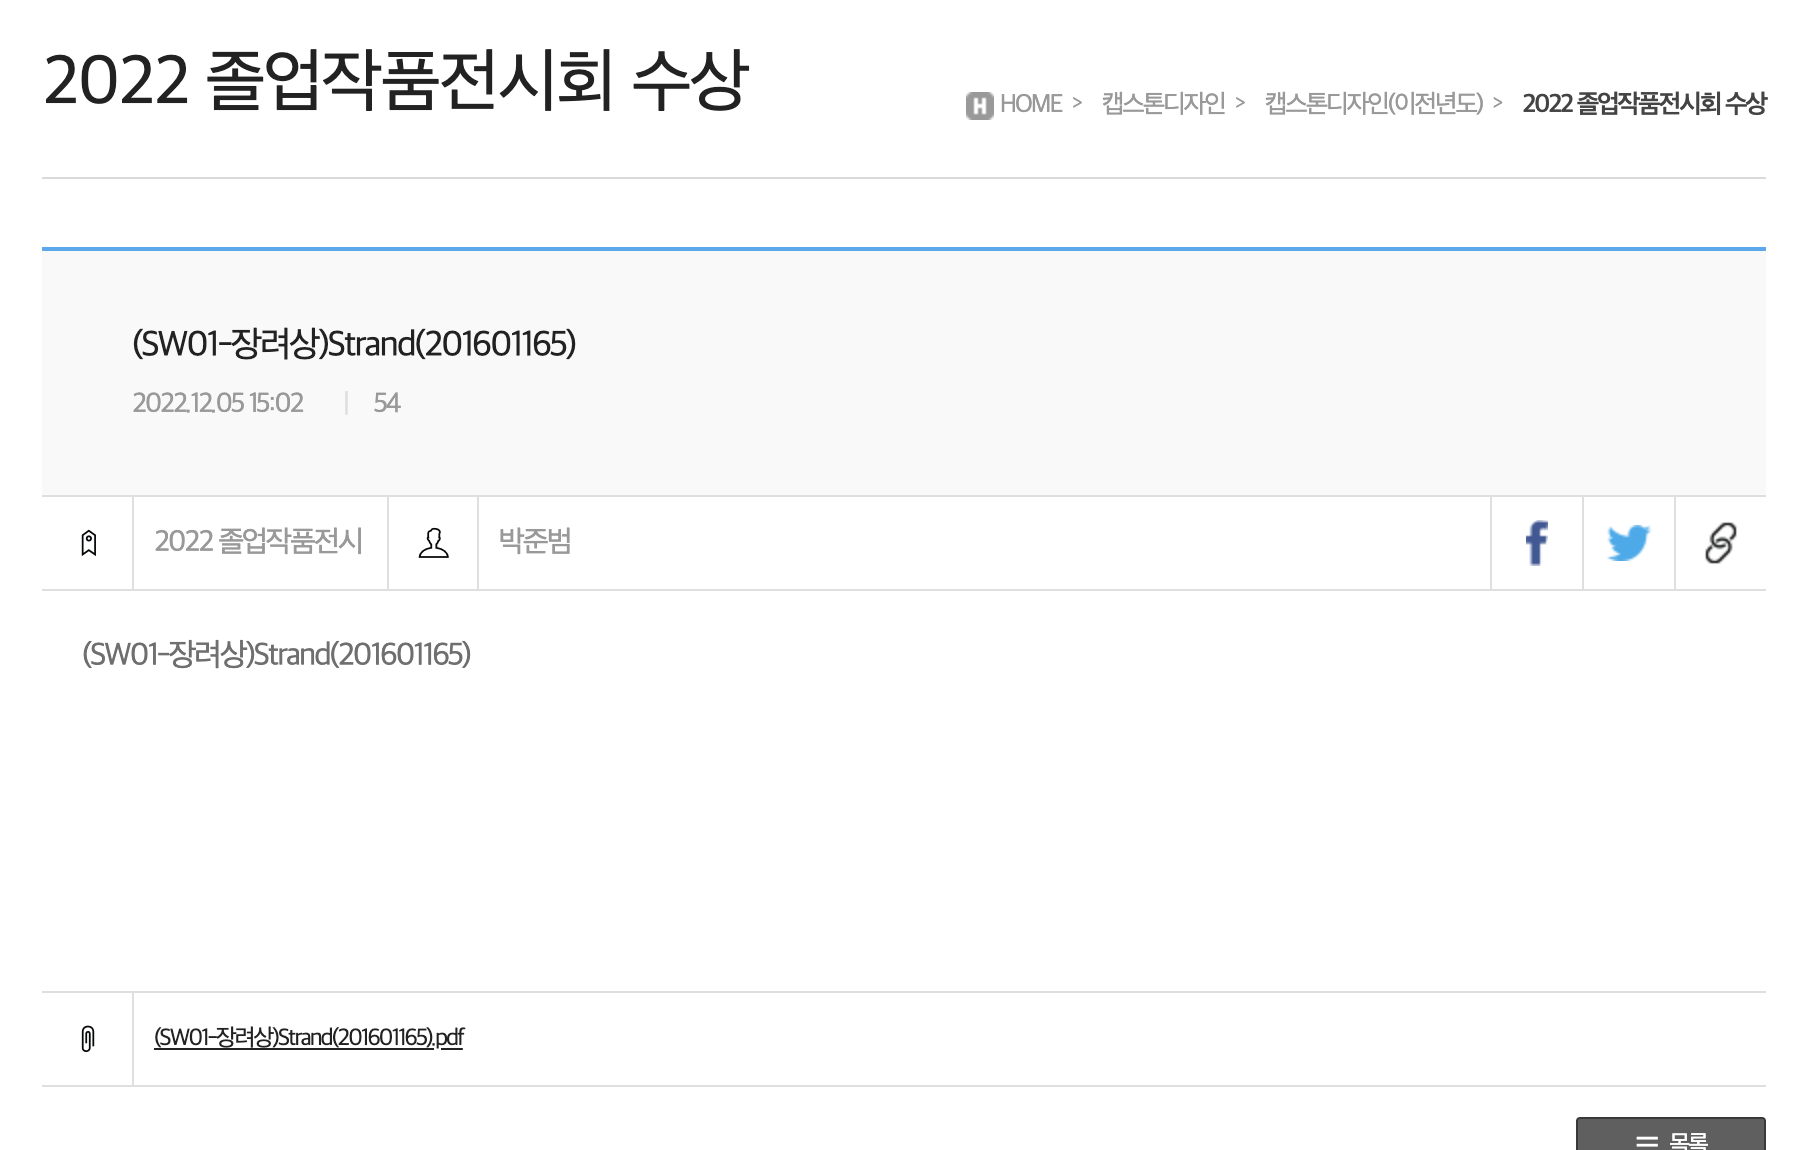 2022 졸업작품전시회 수상
H HOME > 캡스톤디자인 > 캡스톤디자인(이전년도) > 2022 졸업작품전시회 수상
(SW01-장려상)Strand(201601165)
2022.12.05 15:02 | 54
2022 졸업작품전시 박준범
(SW01-장려상)Strand(201601165)
(SW01-장려상)Strand(201601165).pdf
목록